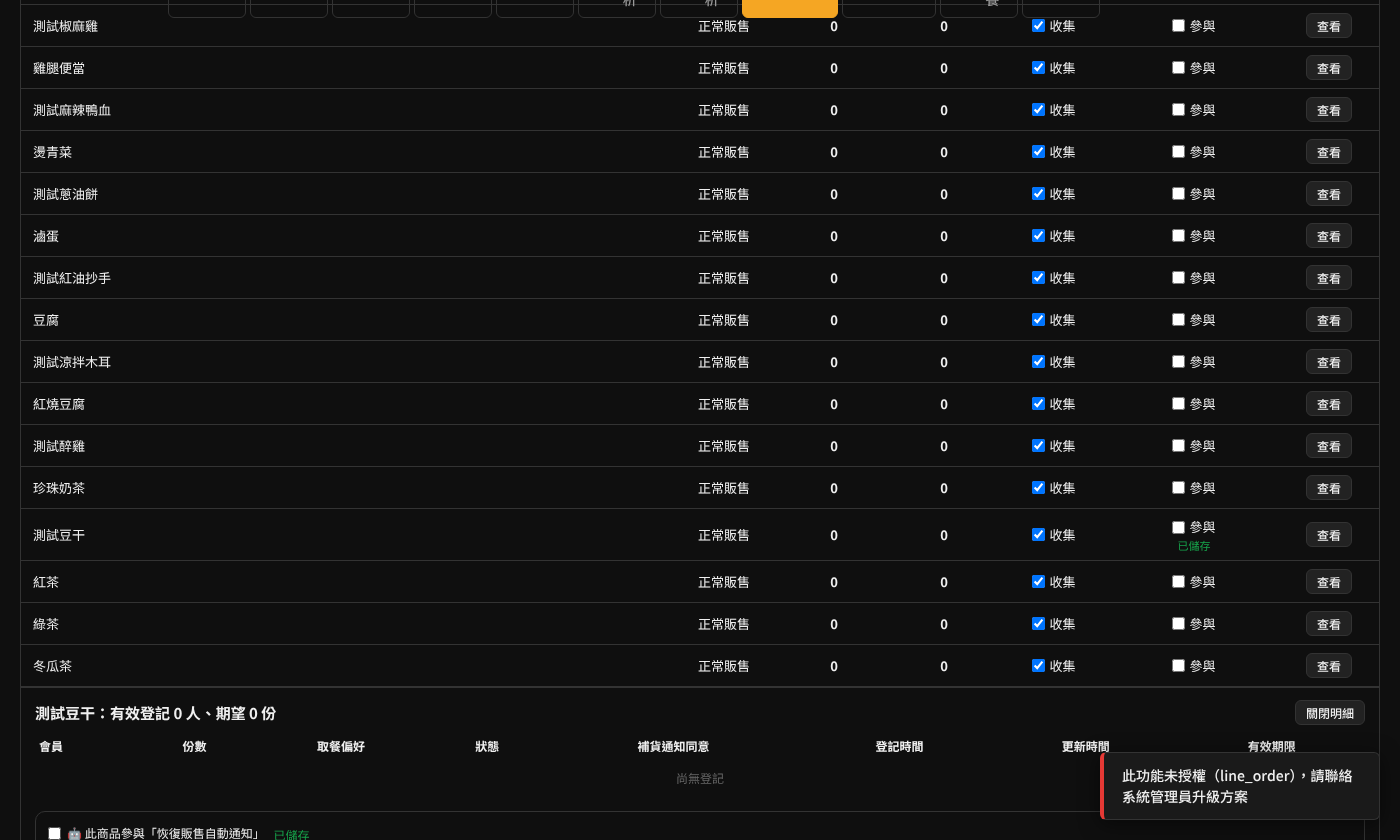 測試椒麻雞 正常販售 0 0 收集 參與 查看
雞腿便當 正常販售 0 0 收集 參與 查看
測試麻辣鴨血 正常販售 0 0 收集 參與 查看
燙青菜 正常販售 0 0 收集 參與 查看
測試蔥油餅 正常販售 0 0 收集 參與 查看
滷蛋 正常販售 0 0 收集 參與 查看
測試紅油抄手 正常販售 0 0 收集 參與 查看
豆腐 正常販售 0 0 收集 參與 查看
測試涼拌木耳 正常販售 0 0 收集 參與 查看
紅燒豆腐 正常販售 0 0 收集 參與 查看
測試醉雞 正常販售 0 0 收集 參與 查看
珍珠奶茶 正常販售 0 0 收集 參與 查看
測試豆干 正常販售 0 0 收集 參與 查看
已儲存
紅茶 正常販售 0 0 收集 參與 查看
綠茶 正常販售 0 0 收集 參與 查看
冬瓜茶 正常販售 0 0 收集 參與 查看
測試豆干：有效登記 0 人、期望 0 份 關閉明細
會員 份數 取餐偏好 狀態 補貨通知同意 登記時間 更新時間 有效期限
尚無登記
此功能未授權（line_order），請聯絡
系統管理員升級方案
🤖 此商品參與「恢復販售自動通知」 已儲存